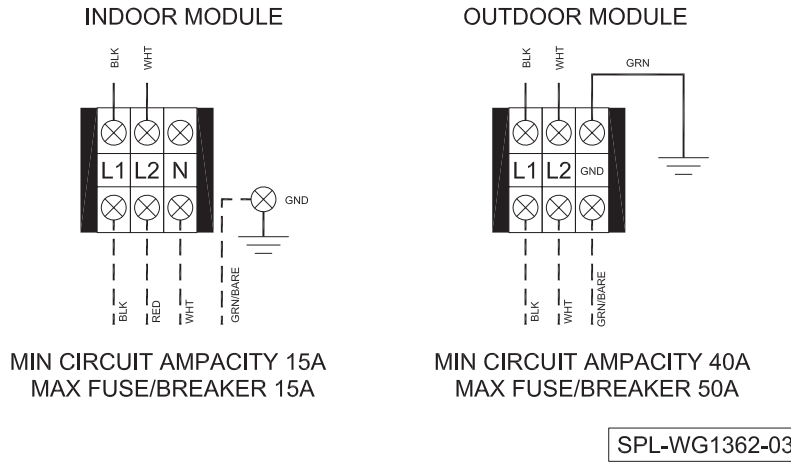 INDOOR MODULE
BLK
WHT
L1 L2 N
GND
BLK
RED
WHT
GRN/BARE
MIN CIRCUIT AMPACITY 15A
MAX FUSE/BREAKER 15A
OUTDOOR MODULE
BLK
WHT
GRN
L1 L2 GND
BLK
WHT
GRN/BARE
MIN CIRCUIT AMPACITY 40A
MAX FUSE/BREAKER 50A
SPL-WG1362-03